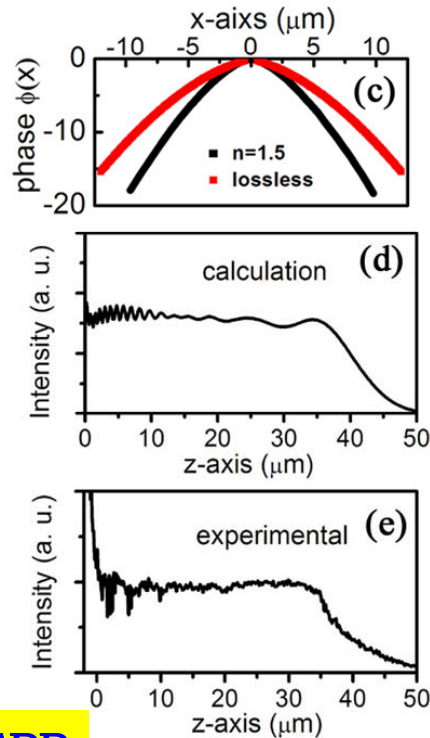 x-aixs (μm)
-10 -5 0 5 10
0
-10
-20
phase ϕ(x)
(c)
n=1.5
lossless
(d)
calculation
Intensity (a. u.)
0 10 20 30 40 50
z-axis (μm)
(e)
experimental
Intensity (a. u.)
0 10 20 30 40 50
z-axis (μm)